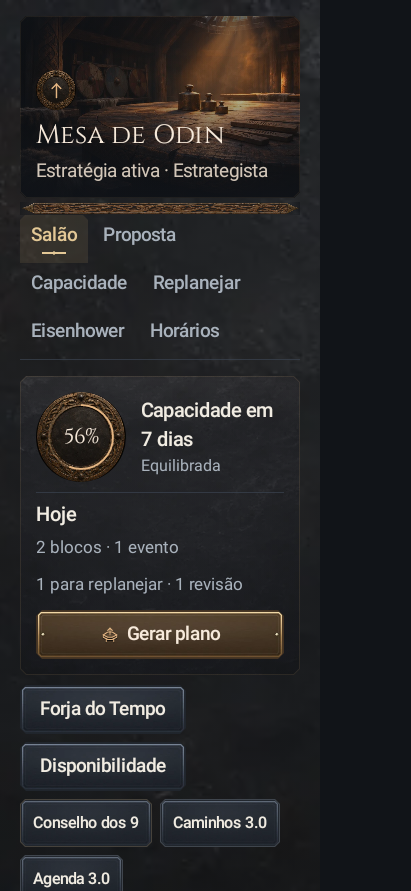 Mesa de Odin
Estratégia ativa · Estrategista
Salão Proposta
Capacidade Replanejar
Eisenhower Horários
56%
Capacidade em
7 dias
Equilibrada
Hoje
2 blocos · 1 evento
1 para replanejar · 1 revisão
Gerar plano
Forja do Tempo
Disponibilidade
Conselho dos 9 Caminhos 3.0
Agenda 3.0